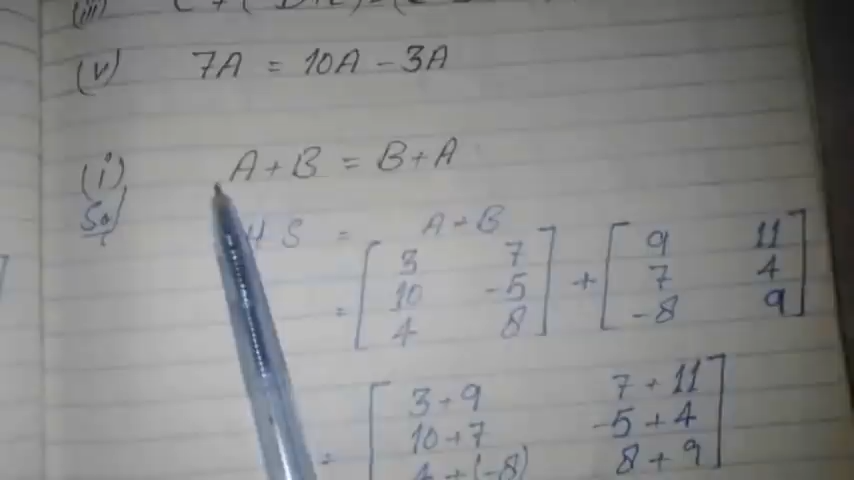 (iii)
(v) 7A = 10A - 3A
(i) A + B = B + A
Sol
H S = A + B
= [3 7 10 -5 4 8] + [9 11 7 4 -8 9]
= [3+9 7+11 10+7 -5+4 4+(-8) 8+9]